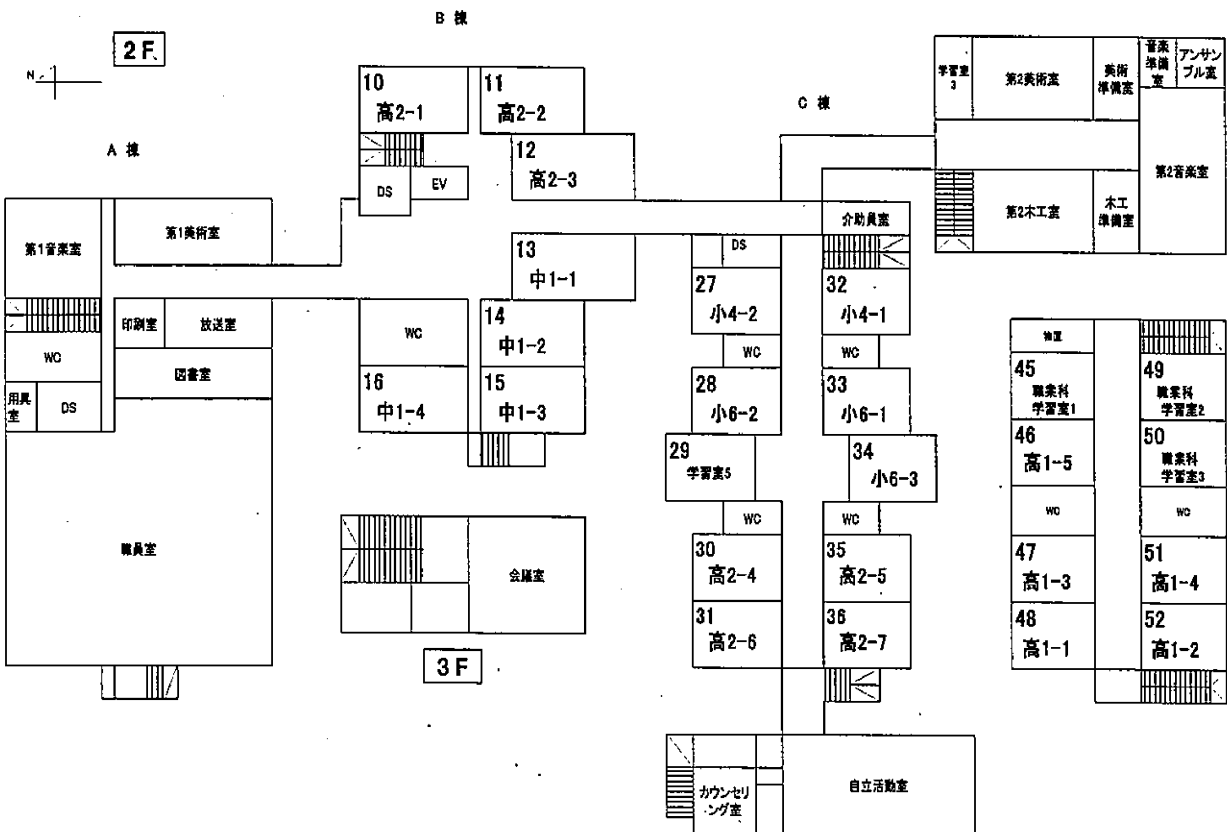 B 棟
2F
N
A 棟
C 棟
10
高2-1
11
高2-2
12
高2-3
DS
EV
第1音楽室
第1美術室
印刷室
放送室
WC
図書室
用具
室
DS
職員室
13
中1-1
WC
14
中1-2
16
中1-4
15
中1-3
会議室
3F
介助員室
DS
27
小4-2
32
小4-1
WC
WC
28
小6-2
33
小6-1
29
学習室5
34
小6-3
WC
WC
30
高2-4
35
高2-5
31
高2-6
36
高2-7
カウンセリ
ング室
自立活動室
学習室
3
第2美術室
美術
準備室
音楽
準備
室
アンサン
ブル室
第2音楽室
第2木工室
木工
準備室
45
職業科
学習室1
49
職業科
学習室2
46
高1-5
50
職業科
学習室3
WC
WC
47
高1-3
51
高1-4
48
高1-1
52
高1-2